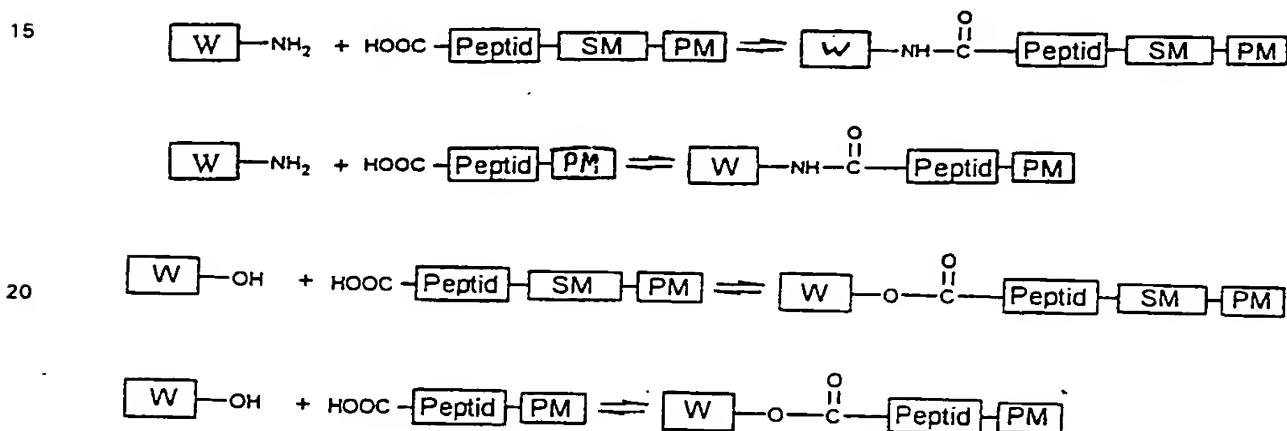 15
O
W -NH2 + HOOC - Peptid - SM - PM ⇌ W -NH-C- Peptid - SM - PM
O
W -NH2 + HOOC - Peptid - PM ⇌ W -NH-C- Peptid - PM
O
20 W -OH + HOOC - Peptid - SM - PM ⇌ W -O-C- Peptid - SM - PM
O
W -OH + HOOC - Peptid - PM ⇌ W -O-C- Peptid - PM